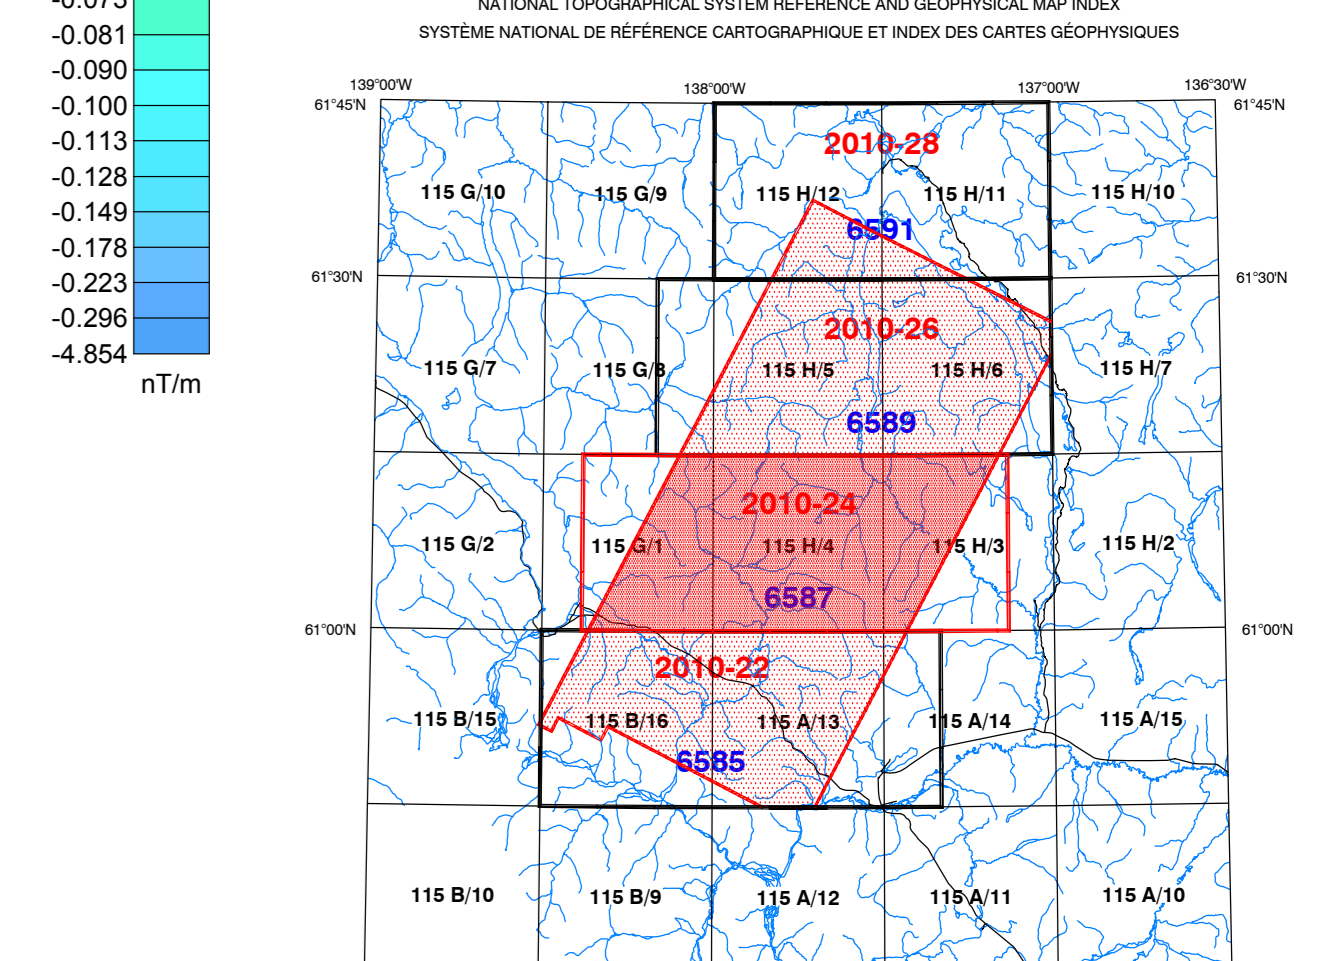 -0.075
-0.081
-0.090
-0.100
-0.113
-0.128
-0.149
-0.178
-0.223
-0.296
-4.854
nT/m
NATIONAL TOPOGRAPHICAL SYSTEM REFERENCE AND GEOPHYSICAL MAP INDEX
SYSTÈME NATIONAL DE RÉFÉRENCE CARTOGRAPHIQUE ET INDEX DES CARTES GÉOPHYSIQUES
139°00'W 138°00'W 137°00'W 136°30'W
61°45'N 61°45'N
2010-28
115 G/10 115 G/9 115 H/12 115 H/11 115 H/10
6591
61°30'N 61°30'N
2010-26
115 G/7 115 G/8 115 H/5 115 H/6 115 H/7
6589
2010-24
115 G/2 115 G/1 115 H/4 115 H/3 115 H/2
6587
61°00'N 61°00'N
2010-22
115 B/15 115 B/16 115 A/13 115 A/14 115 A/15
6585
115 B/10 115 B/9 115 A/12 115 A/11 115 A/10